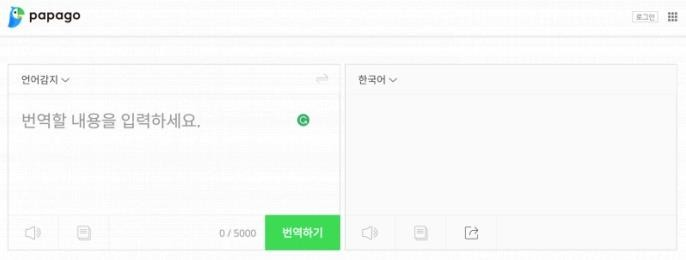 papago
로그인
언어감지
한국어
번역할 내용을 입력하세요.
0 / 5000
번역하기